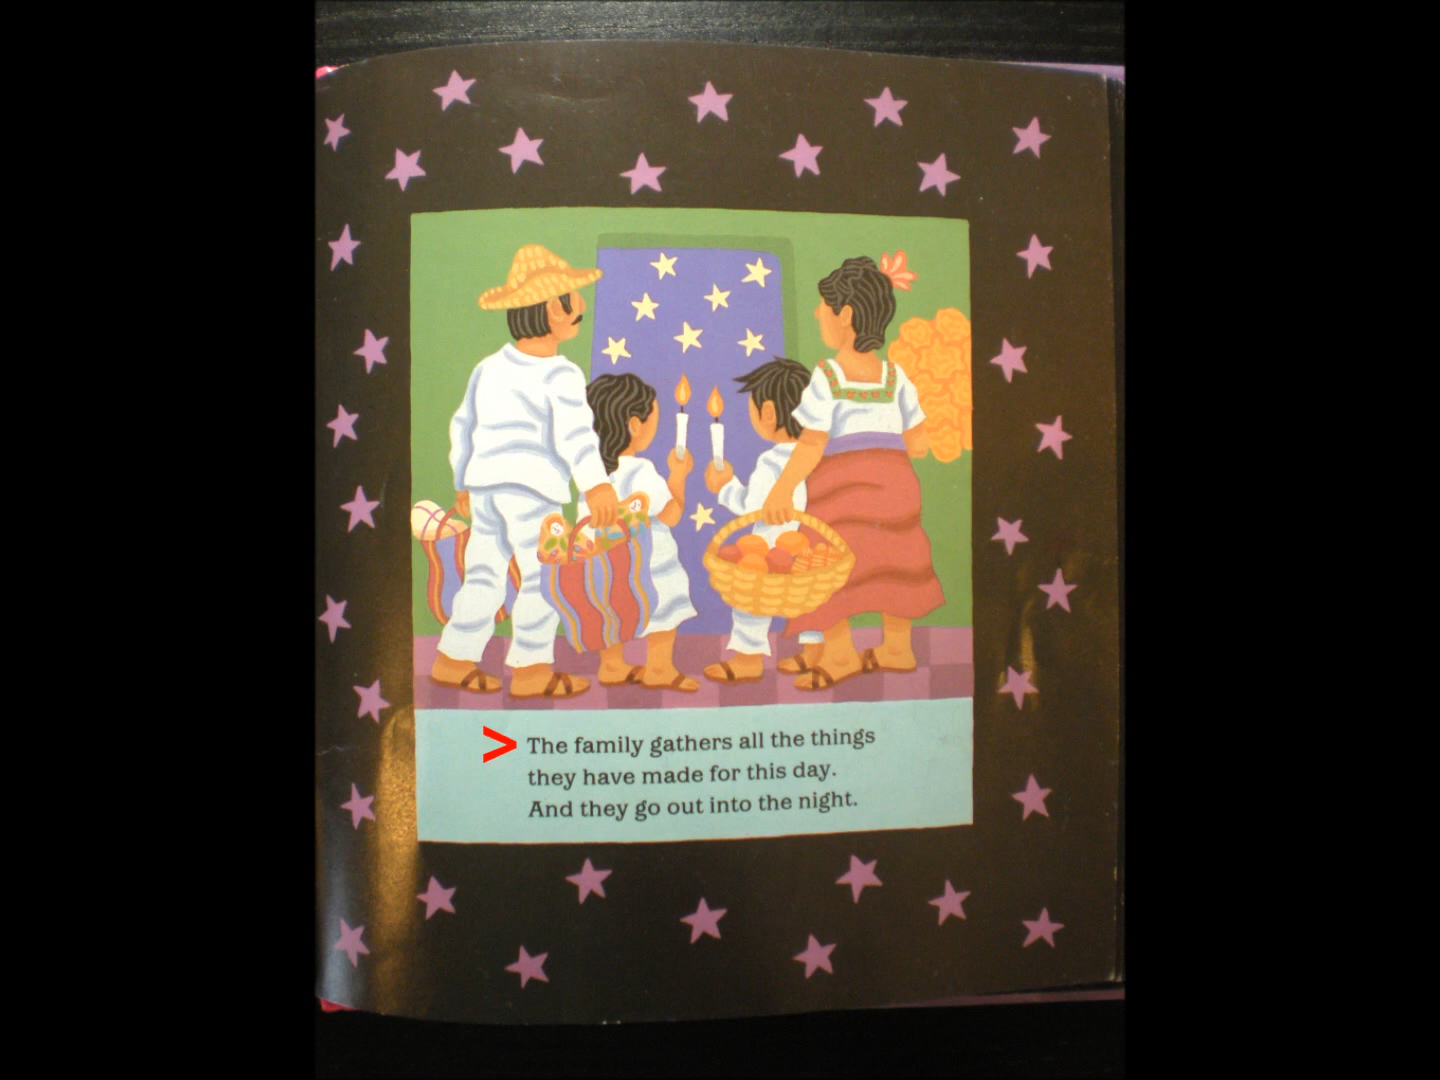 The family gathers all the things
they have made for this day.
And they go out into the night.